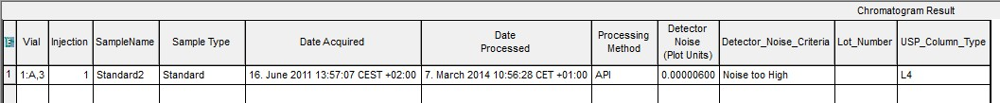 Chromatogram Result
Vial Injection SampleName Sample Type Date Acquired Date Processed Processing Method Detector Noise (Plot Units) Detector_Noise_Criteria Lot_Number USP_Column_Type
1 1:A,3 1 Standard2 Standard 16. June 2011 13:57:07 CEST +02:00 7. March 2014 10:56:28 CET +01:00 API 0.00000600 Noise too High L4